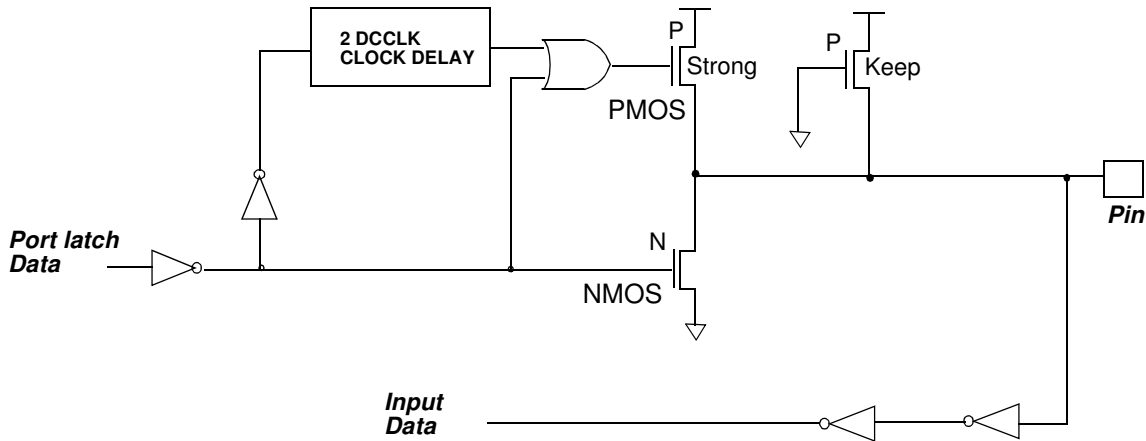 2 DCCLK
CLOCK DELAY
P
Strong
PMOS
P
Keep
Pin
Port latch
Data
N
NMOS
Input
Data